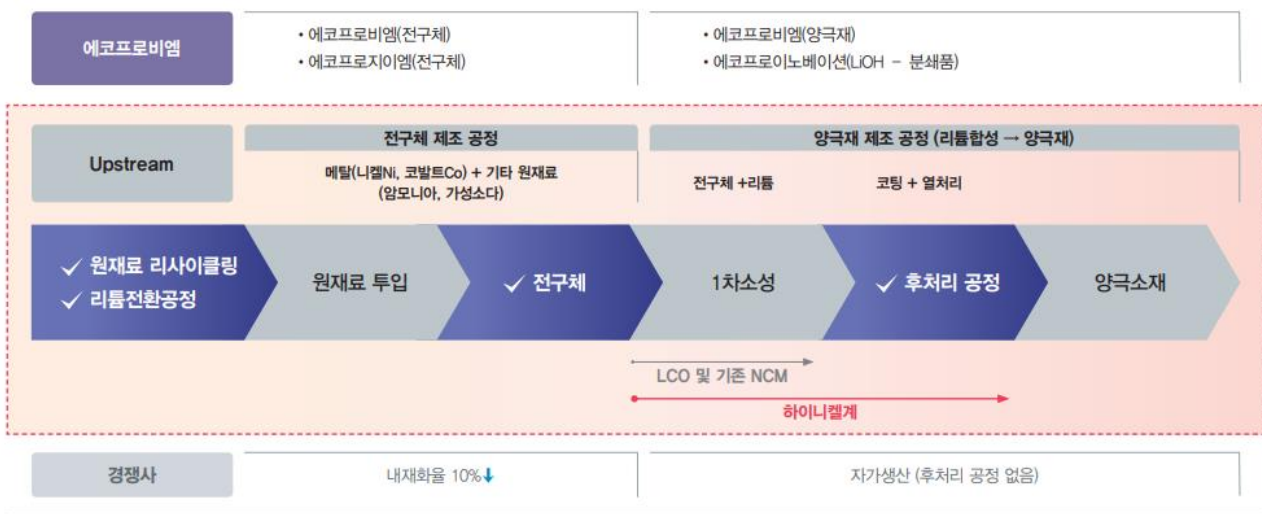 에코프로비엠
• 에코프로비엠(전구체)
• 에코프로지이엠(전구체)
• 에코프로비엠(양극재)
• 에코프로이노베이션(LiOH - 분쇄품)
Upstream
전구체 제조 공정
메탈(니켈Ni, 코발트Co) + 기타 원재료
(암모니아, 가성소다)
양극재 제조 공정 (리튬합성 → 양극재)
전구체 +리튬
코팅 + 열처리
✓ 원재료 리사이클링
✓ 리튬전환공정
원재료 투입
✓ 전구체
1차소성
✓ 후처리 공정
양극소재
LCO 및 기존 NCM
하이니켈계
경쟁사
내재화율 10%↓
자가생산 (후처리 공정 없음)